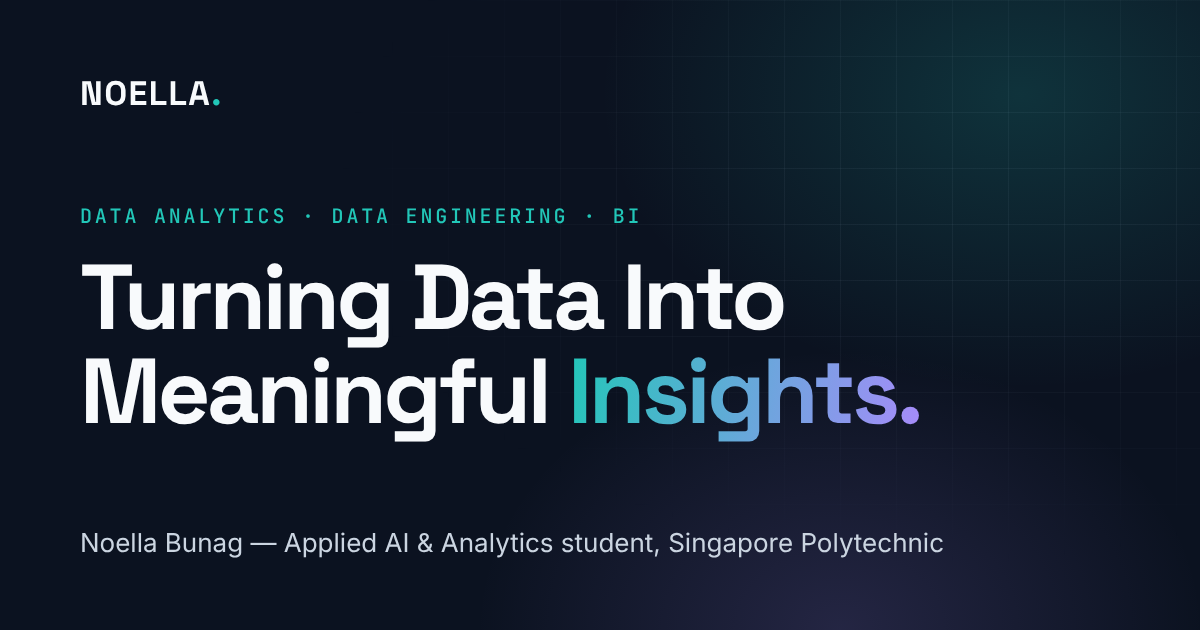 NOELLA.
DATA ANALYTICS · DATA ENGINEERING · BI
Turning Data Into
Meaningful Insights.
Noella Bunag — Applied AI & Analytics student, Singapore Polytechnic